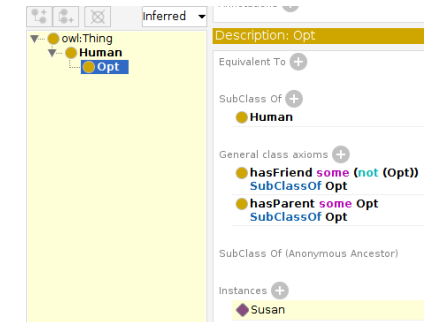 Inferred
Description: Opt
owl:Thing
Human
Opt
Equivalent To
SubClass Of
Human
General class axioms
hasFriend some (not (Opt))
SubClassOf Opt
hasParent some Opt
SubClassOf Opt
SubClass Of (Anonymous Ancestor)
Instances
Susan